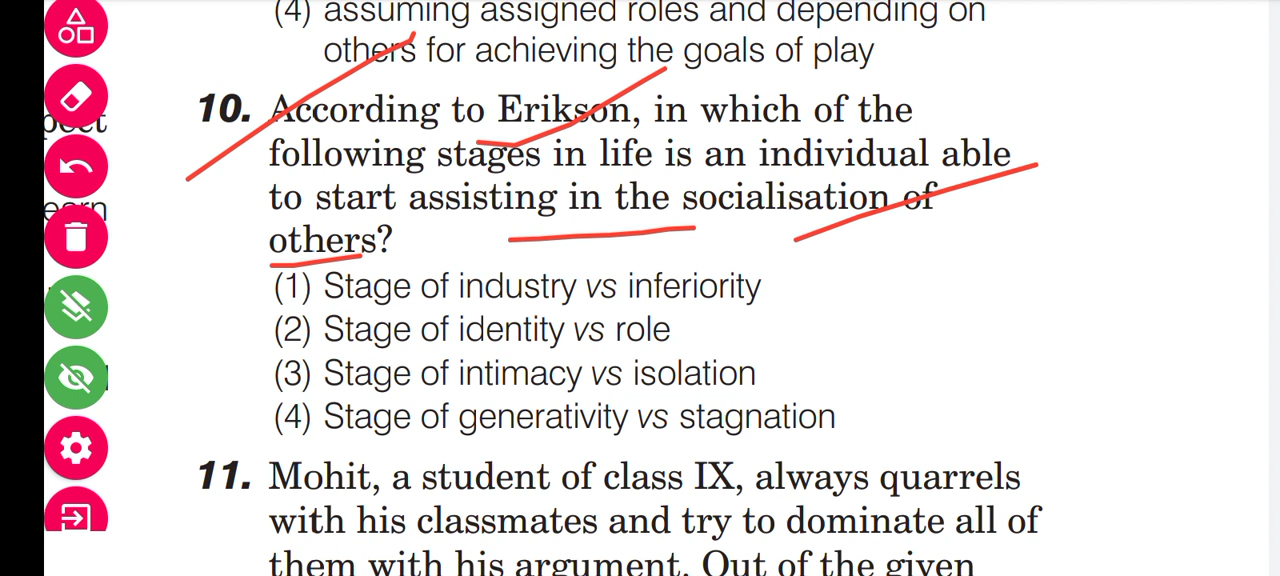 (4) assuming assigned roles and depending on
others for achieving the goals of play
10. According to Erikson, in which of the
following stages in life is an individual able
to start assisting in the socialisation of
others?
(1) Stage of industry vs inferiority
(2) Stage of identity vs role
(3) Stage of intimacy vs isolation
(4) Stage of generativity vs stagnation
11. Mohit, a student of class IX, always quarrels
with his classmates and try to dominate all of
them with his argument. Out of the given